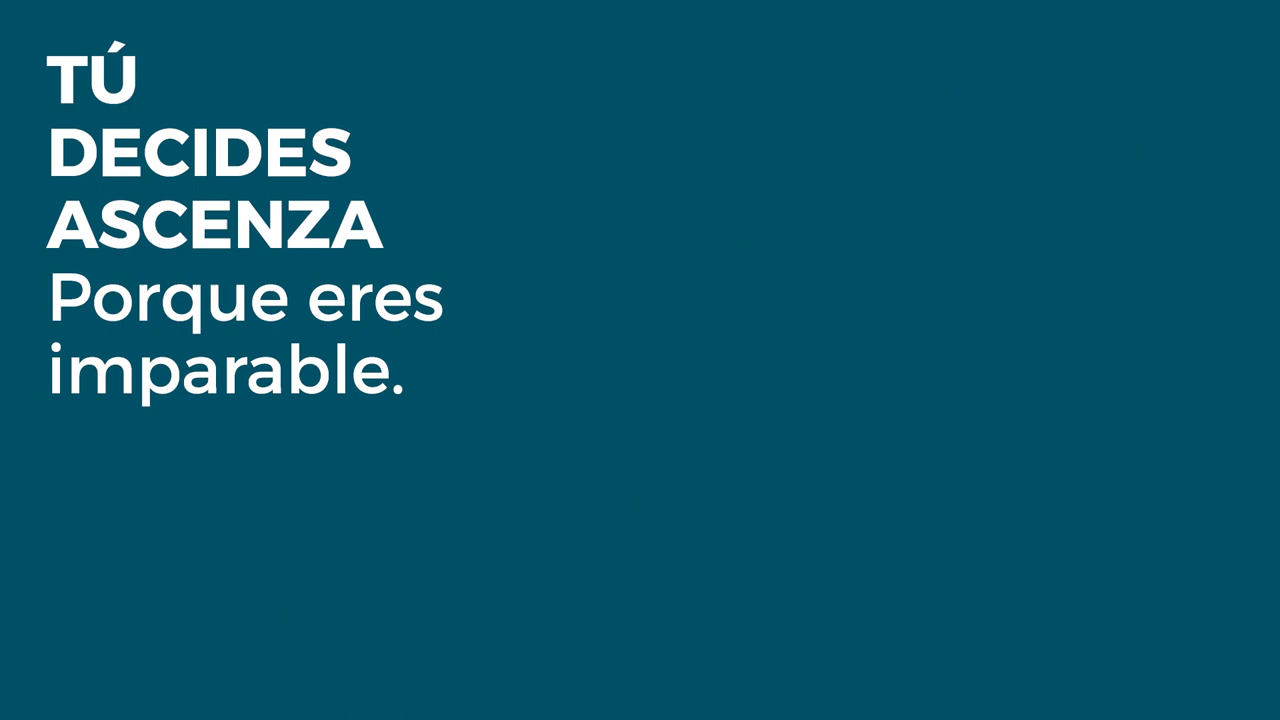 TÚ
DECIDES
ASCENZA
Porque eres
imparable.